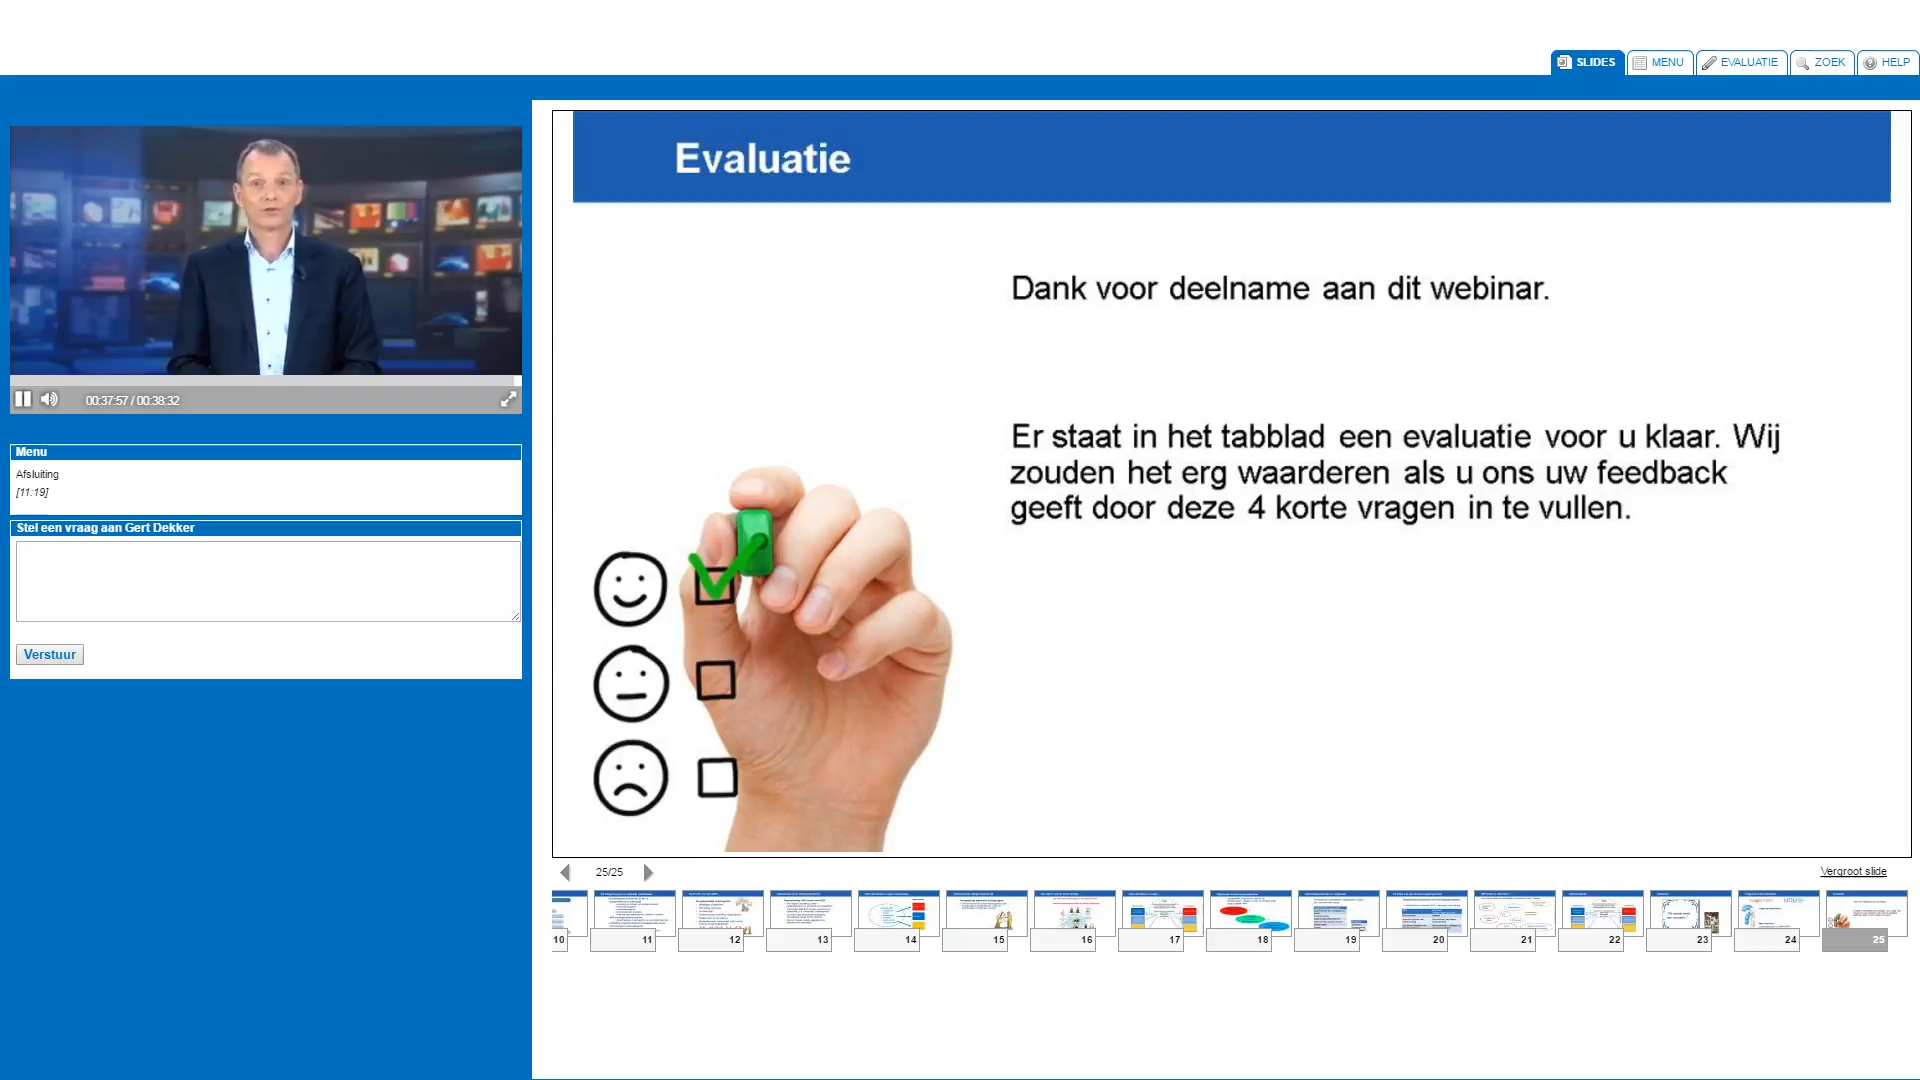 SLIDES
MENU
EVALUATIE
ZOEK
HELP
00:37:57 / 00:38:32
Menu
Afsluiting
[11:19]
Stel een vraag aan Gert Dekker
Verstuur
Evaluatie
Dank voor deelname aan dit webinar.
Er staat in het tabblad een evaluatie voor u klaar. Wij
zouden het erg waarderen als u ons uw feedback
geeft door deze 4 korte vragen in te vullen.
25/25
Vergroot slide
10
11
12
13
14
15
16
17
18
19
20
21
22
23
24
25